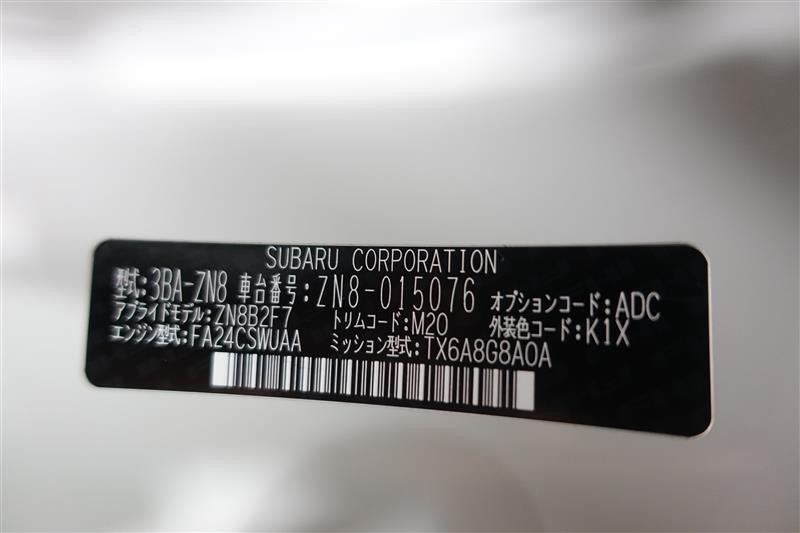 SUBARU CORPORATION
型式:3BA-ZN8 車台番号:ZN8-015076 オプションコード:ADC
アプライドモデル:ZN8B2F7 トリムコード:M20 外装色コード:K1X
エンジン型式:FA24CSWUAA ミッション型式:TX6A8G8A0A